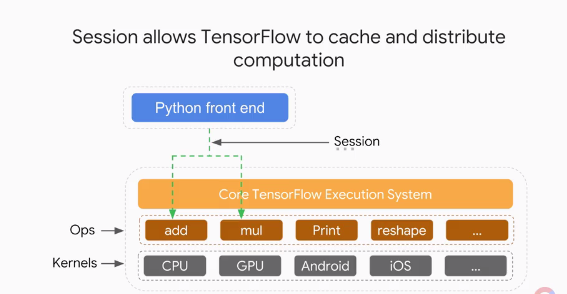 Session allows TensorFlow to cache and distribute
computation
Python front end
Session
Core TensorFlow Execution System
Ops
add
mul
Print
reshape
...
Kernels
CPU
GPU
Android
iOS
...